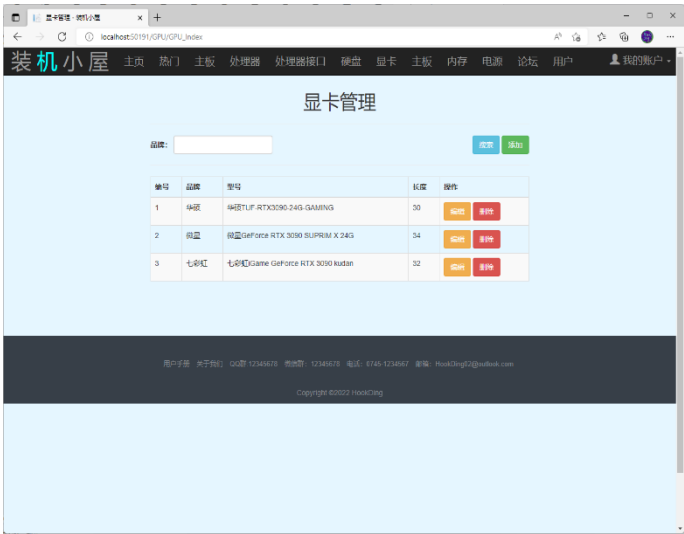 显卡管理 - 装机小屋
localhost:50191/GPU/GPU_Index
装机小屋 主页 热门 主板 处理器 处理器接口 硬盘 显卡 主板 内存 电源 论坛 用户 我的账户
显卡管理
品牌： 搜索 添加
编号 品牌 型号 长度 操作
1 华硕 华硕TUF-RTX3090-24G-GAMING 30 编辑 删除
2 微星 微星GeForce RTX 3090 SUPRIM X 24G 34 编辑 删除
3 七彩虹 七彩虹iGame GeForce RTX 3090 kudan 32 编辑 删除
用户手册 关于我们 QQ群 12345678 微信群：12345678 电话：0745-1234567 邮箱：HookDing62@outlook.com
Copyright ©2022 HookDing